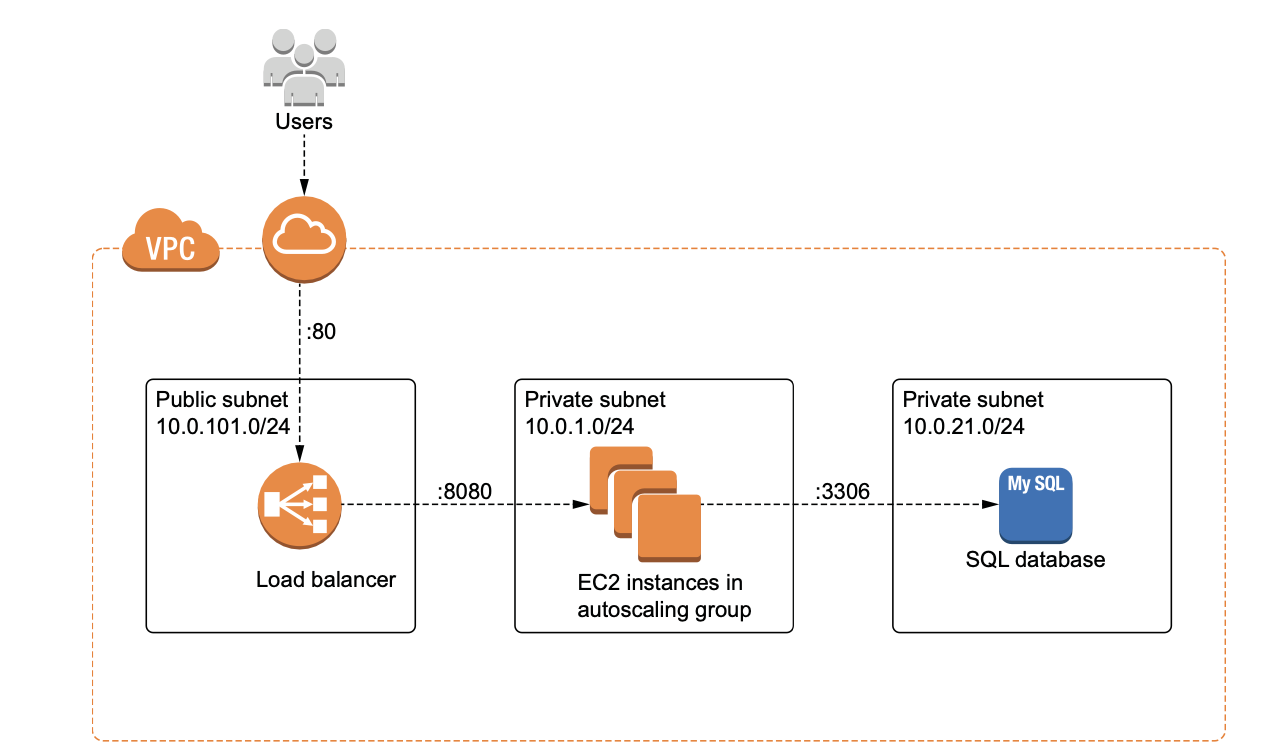 Users
VPC
:80
Public subnet
10.0.101.0/24
Load balancer
:8080
Private subnet
10.0.1.0/24
EC2 instances in
autoscaling group
:3306
Private subnet
10.0.21.0/24
My SQL
SQL database